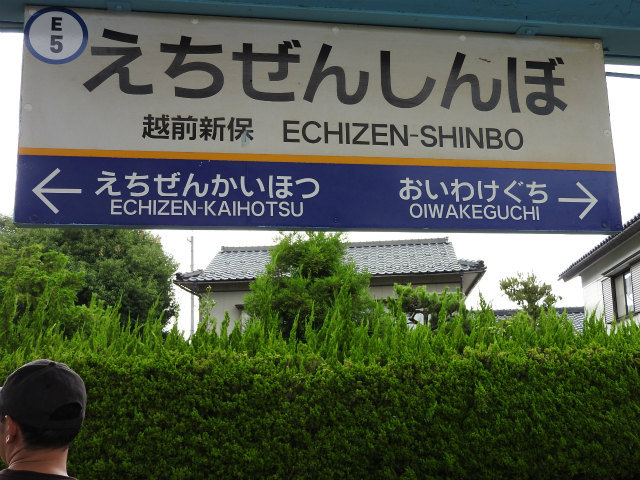 E
5
えちぜんしんぼ
越前新保 ECHIZEN-SHINBO
← えちぜんかいほつ おいわけぐち →
ECHIZEN-KAIHOTSU OIWAKEGUCHI